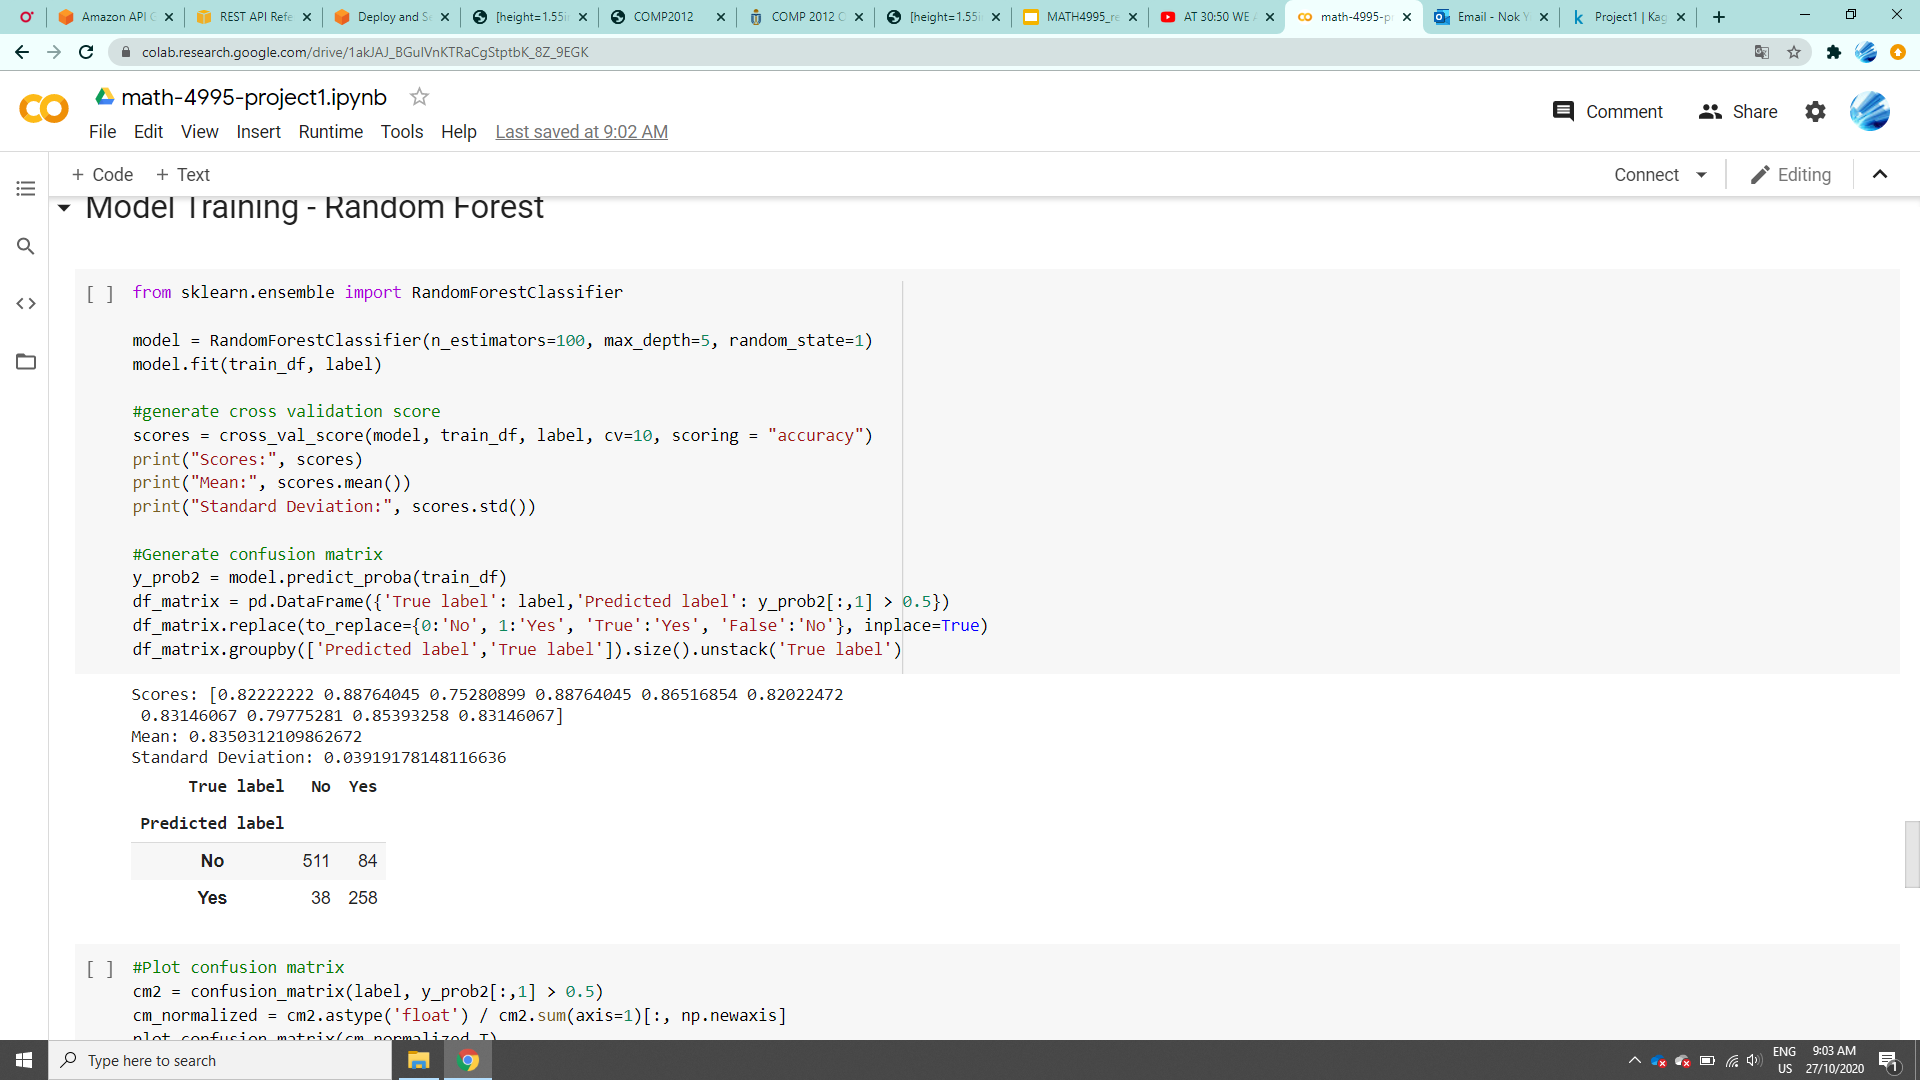 Amazon API G
REST API Refe
Deploy and S
[height=1.55i
COMP2012
COMP 2012 C
[height=1.55i
MATH4995_re
AT 30:50 WE
math-4995-p
Email - Nok Y
Project1 | Kag
colab.research.google.com/drive/1akJAJ_BGulVnKTRaCgStptbK_8Z_9EGK
math-4995-project1.ipynb
Comment
Share
File Edit View Insert Runtime Tools Help Last saved at 9:02 AM
+ Code + Text
Connect
Editing
Model Training - Random Forest
[ ] from sklearn.ensemble import RandomForestClassifier
model = RandomForestClassifier(n_estimators=100, max_depth=5, random_state=1)
model.fit(train_df, label)
#generate cross validation score
scores = cross_val_score(model, train_df, label, cv=10, scoring = "accuracy")
print("Scores:", scores)
print("Mean:", scores.mean())
print("Standard Deviation:", scores.std())
#Generate confusion matrix
y_prob2 = model.predict_proba(train_df)
df_matrix = pd.DataFrame({'True label': label,'Predicted label': y_prob2[:,1] > 0.5})
df_matrix.replace(to_replace={0:'No', 1:'Yes', 'True':'Yes', 'False':'No'}, inplace=True)
df_matrix.groupby(['Predicted label','True label']).size().unstack('True label')
Scores: [0.82222222 0.88764045 0.75280899 0.88764045 0.86516854 0.82022472
0.83146067 0.79775281 0.85393258 0.83146067]
Mean: 0.8350312109862672
Standard Deviation: 0.03919178148116636
True label No Yes
Predicted label
No 511 84
Yes 38 258
[ ] #Plot confusion matrix
cm2 = confusion_matrix(label, y_prob2[:,1] > 0.5)
cm_normalized = cm2.astype('float') / cm2.sum(axis=1)[:, np.newaxis]
plot_confusion_matrix(cm_normalized.T)
Type here to search
ENG
US
9:03 AM
27/10/2020
1